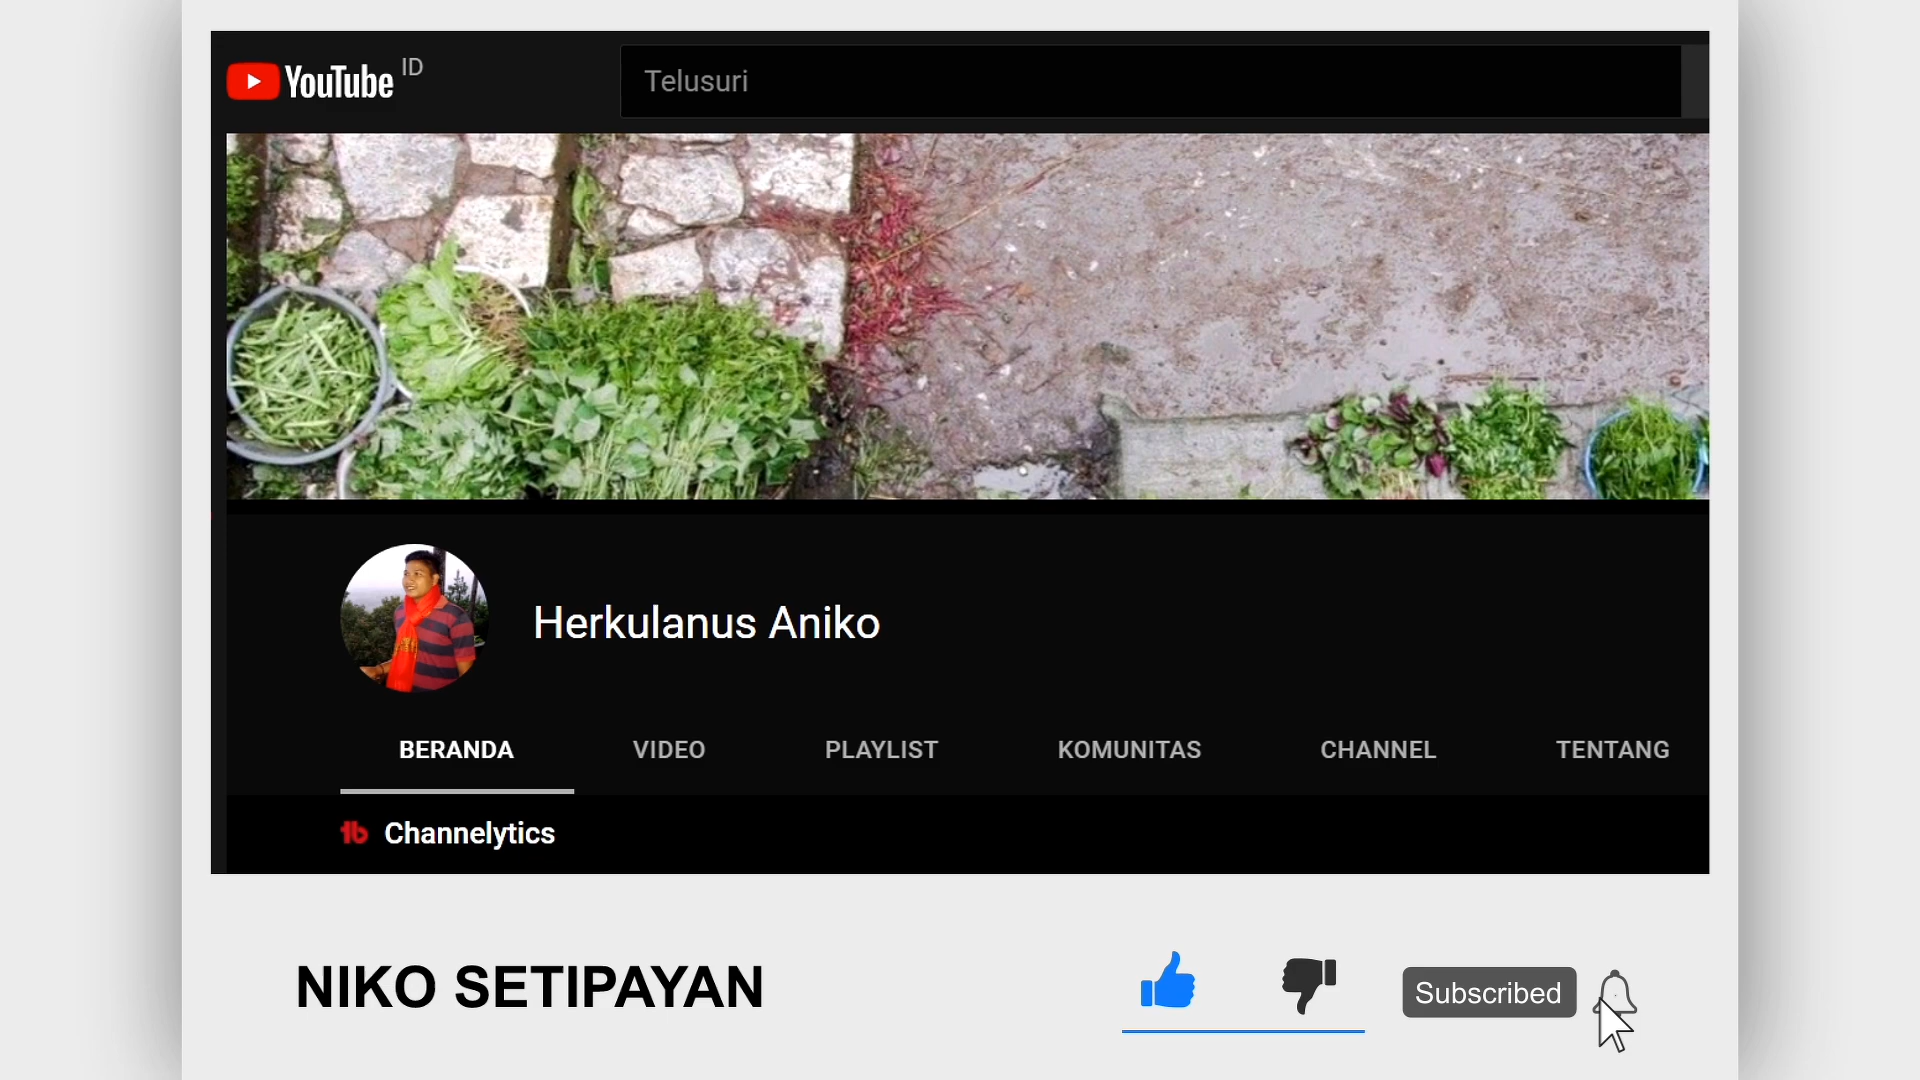 YouTube ID
Telusuri
Herkulanus Aniko
BERANDA VIDEO PLAYLIST KOMUNITAS CHANNEL TENTANG
Channelytics
NIKO SETIPAYAN
Subscribed